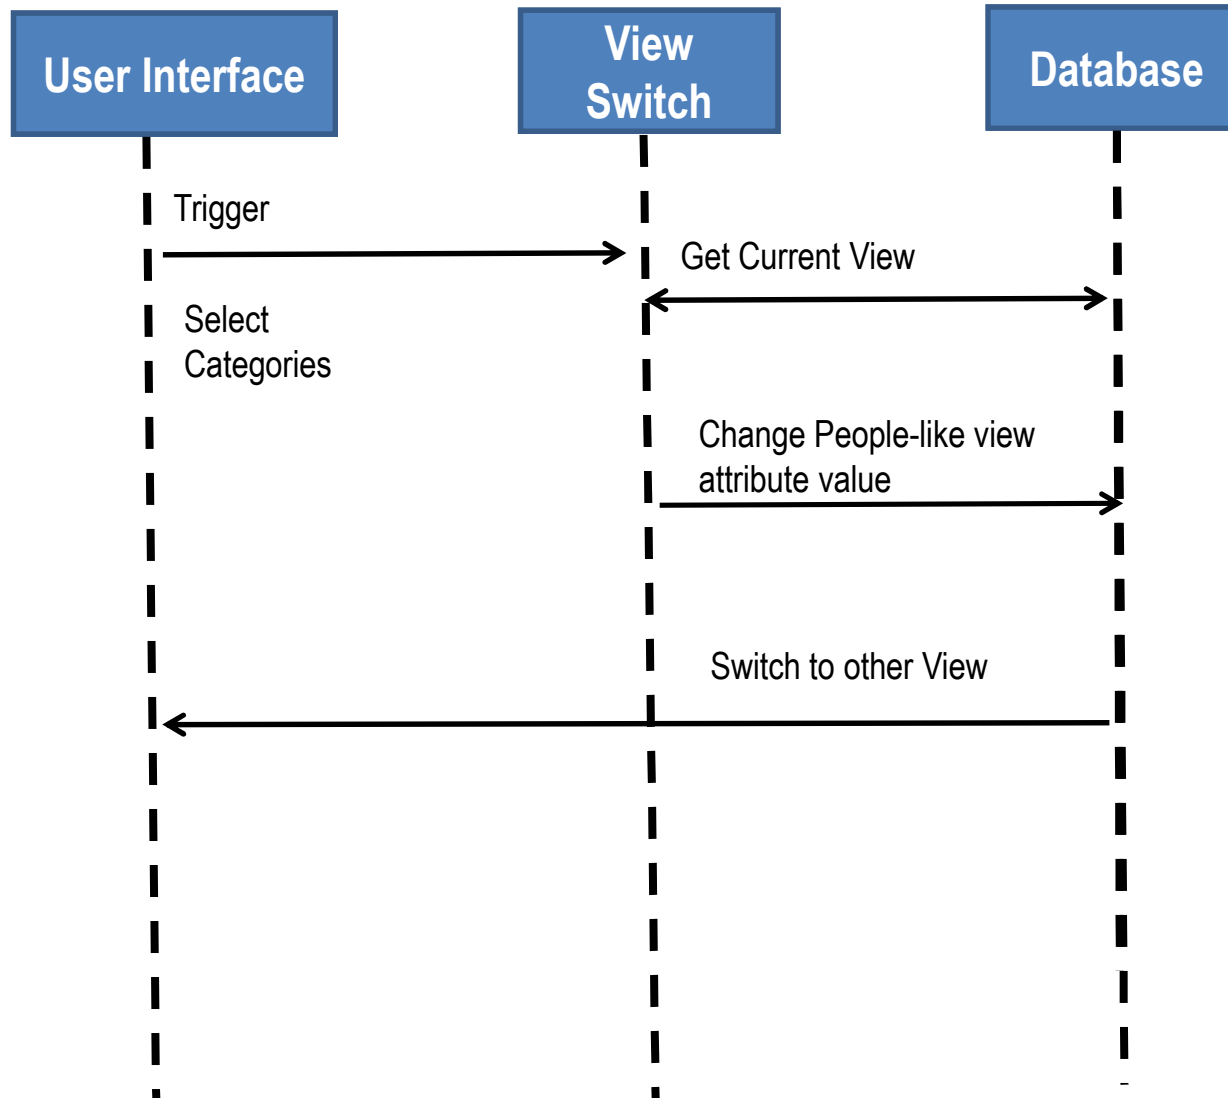 User Interface
View
Switch
Database
Trigger
Get Current View
Select
Categories
Change People-like view
attribute value
Switch to other View